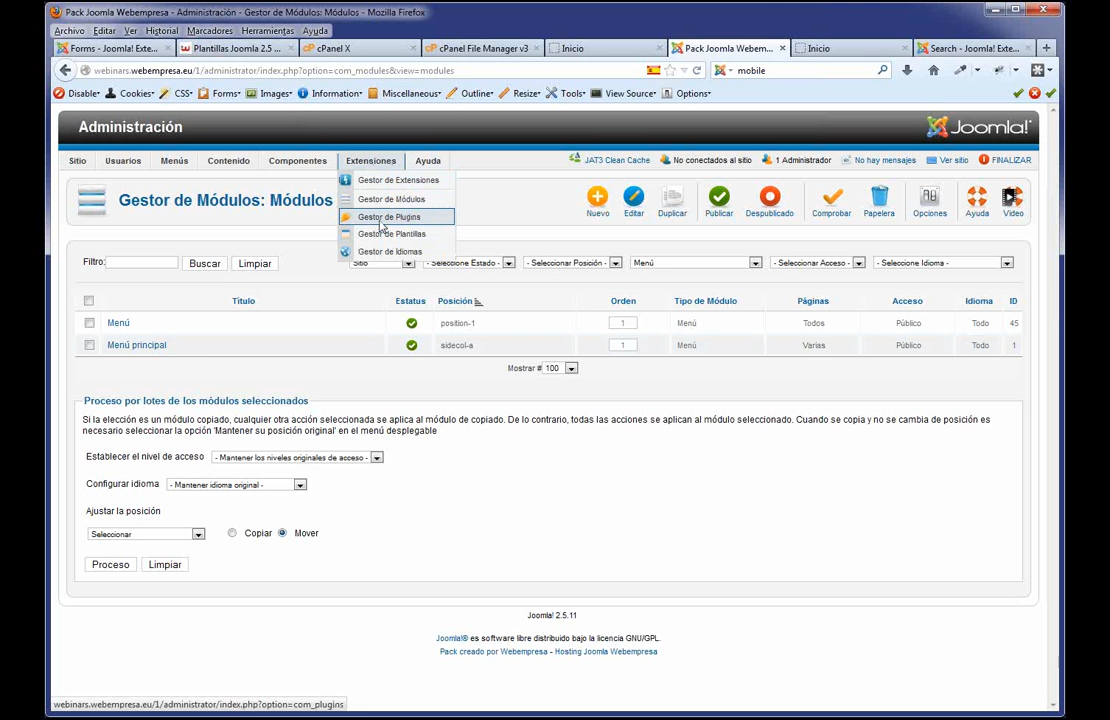 Pack Joomla Webempresa - Administración - Gestor de Módulos: Módulos - Mozilla Firefox
Archivo Editar Ver Historial Marcadores Herramientas Ayuda
Forms - Joomla! Exte... Plantillas Joomla 2.5 ... cPanel X cPanel File Manager v3 Inicio Pack Joomla Webem... Inicio Search - Joomla! Exte...
webinars.webempresa.eu/1/administrator/index.php?option=com_modules&view=modules mobile
Disable Cookies CSS Forms Images Information Miscellaneous Outline Resize Tools View Source Options
Administración Joomla!
Sitio Usuarios Menús Contenido Componentes Extensiones Ayuda JAT3 Clean Cache No conectados al sitio 1 Administrador No hay mensajes Ver sitio FINALIZAR
Gestor de Extensiones
Gestor de Módulos
Gestor de Plugins
Gestor de Plantillas
Gestor de Idiomas
Gestor de Módulos: Módulos
Nuevo Editar Duplicar Publicar Despublicado Comprobar Papelera Opciones Ayuda Video
Filtro: Buscar Limpiar Sitio - Seleccione Estado - - Seleccionar Posición - Menú - Seleccionar Acceso - - Seleccione Idioma -
Título Estatus Posición Orden Tipo de Módulo Páginas Acceso Idioma ID
Menú position-1 1 Menú Todos Público Todo 45
Menú principal sidecol-a 1 Menú Varias Público Todo 1
Mostrar # 100
Proceso por lotes de los módulos seleccionados
Si la elección es un módulo copiado, cualquier otra acción seleccionada se aplica al módulo de copiado. De lo contrario, todas las acciones se aplican al módulo seleccionado. Cuando se copia y no se cambia de posición es
necesario seleccionar la opción 'Mantener su posición original' en el menú desplegable
Establecer el nivel de acceso - Mantener los niveles originales de acceso -
Configurar idioma - Mantener idioma original -
Ajustar la posición
Seleccionar Copiar Mover
Proceso Limpiar
Joomla! 2.5.11
Joomla!® es software libre distribuido bajo la licencia GNU/GPL.
Pack creado por Webempresa - Hosting Joomla Webempresa
webinars.webempresa.eu/1/administrator/index.php?option=com_plugins